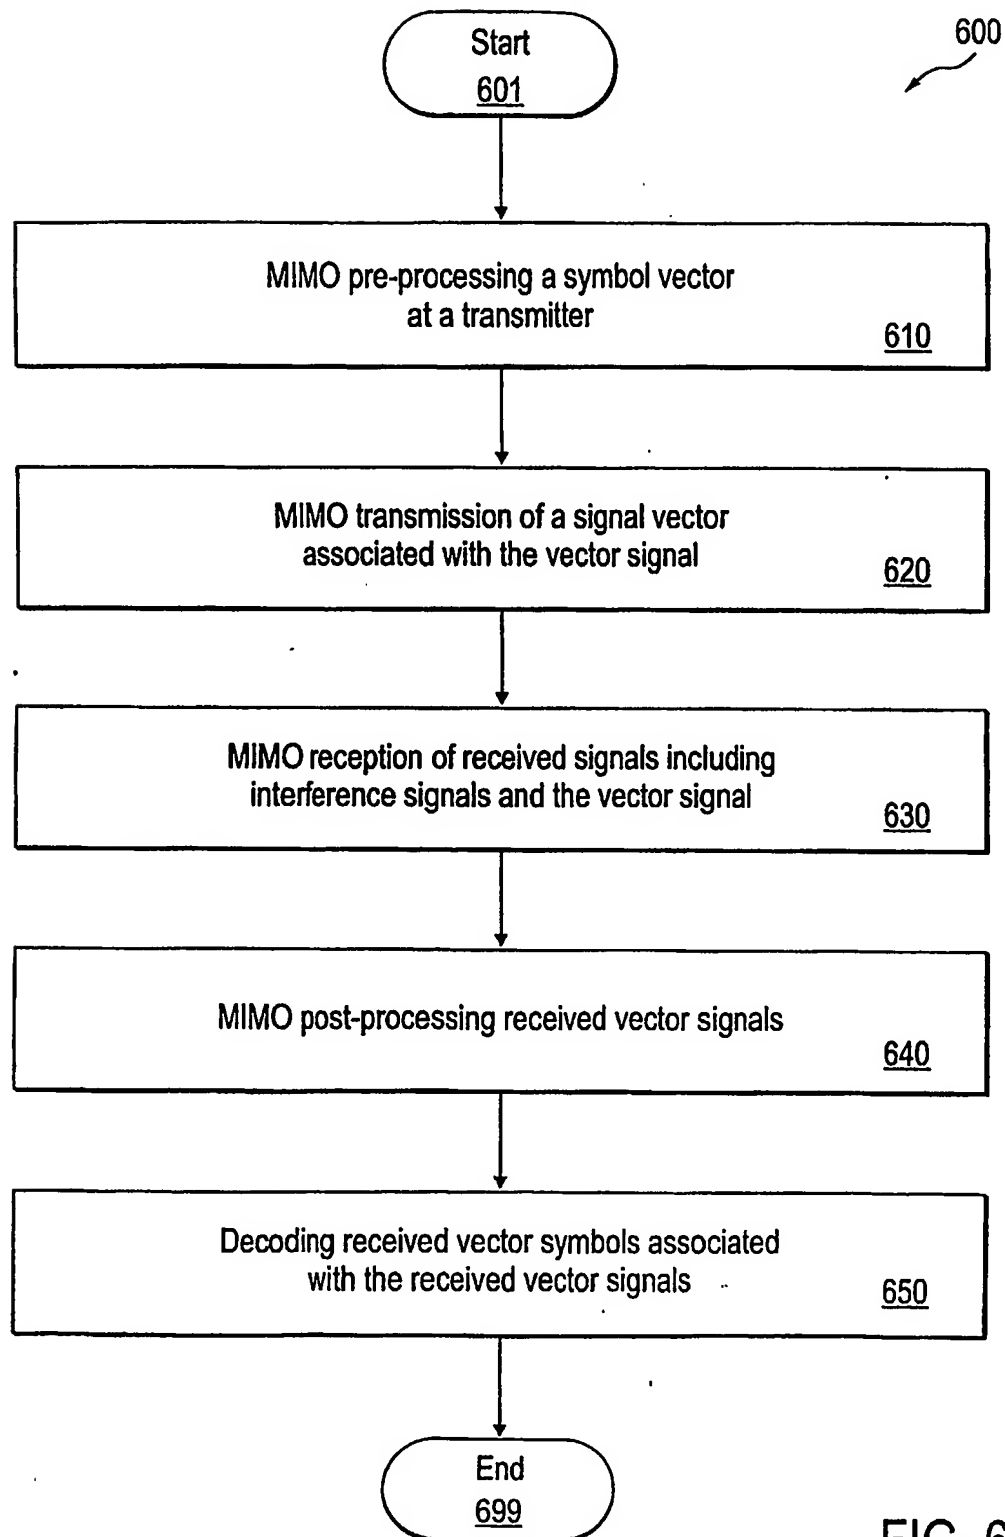 Start
601
600
MIMO pre-processing a symbol vector
at a transmitter
610
MIMO transmission of a signal vector
associated with the vector signal
620
MIMO reception of received signals including
interference signals and the vector signal
630
MIMO post-processing received vector signals
640
Decoding received vector symbols associated
with the received vector signals
650
End
699
FIG. 6